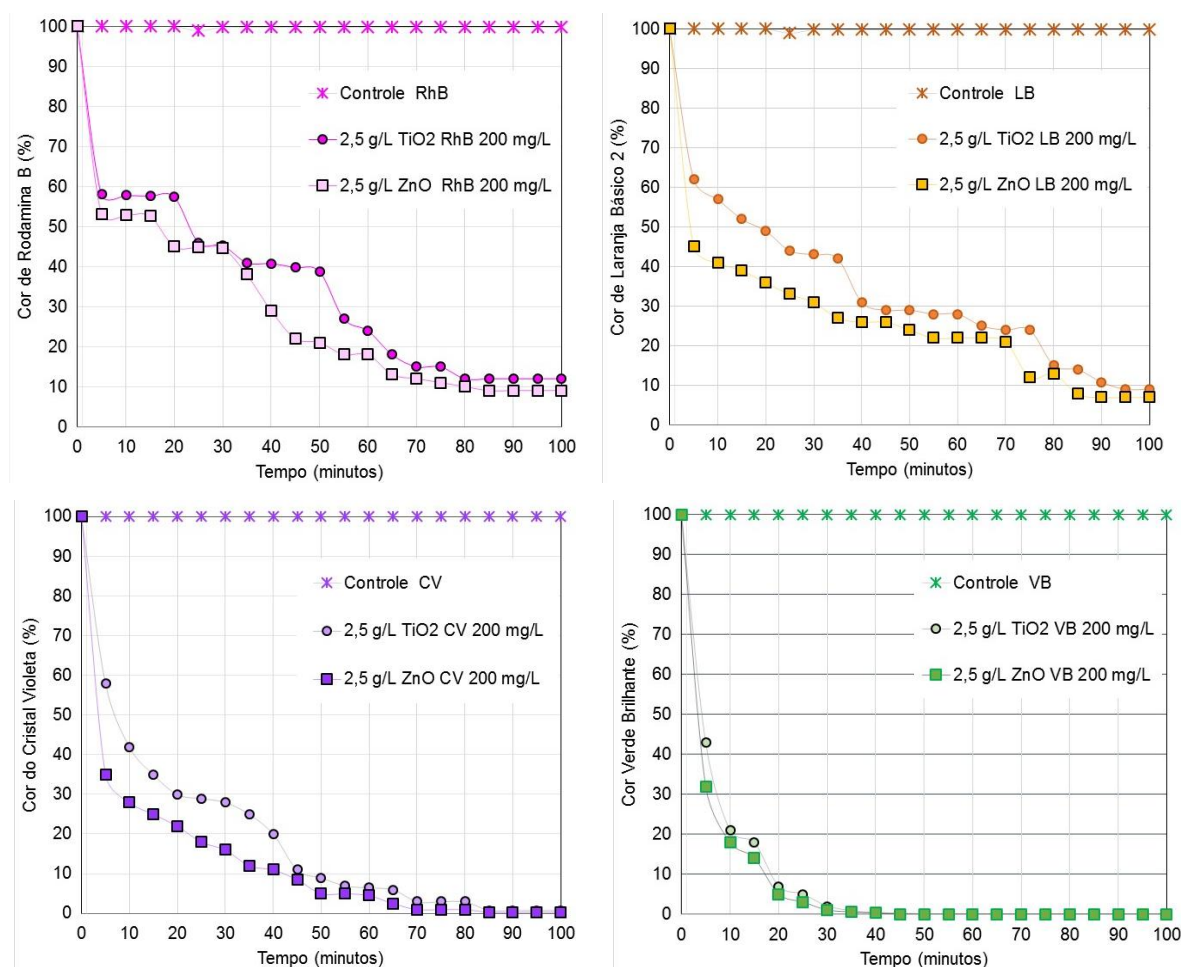 100
90
80
70
60
50
40
30
20
10
0
Cor de Rodamina B (%)
Controle RhB
2,5 g/L TiO2 RhB 200 mg/L
2,5 g/L ZnO RhB 200 mg/L
0 10 20 30 40 50 60 70 80 90 100
Tempo (minutos)
100
90
80
70
60
50
40
30
20
10
0
Cor de Laranja Básico 2 (%)
Controle LB
2,5 g/L TiO2 LB 200 mg/L
2,5 g/L ZnO LB 200 mg/L
0 10 20 30 40 50 60 70 80 90 100
Tempo (minutos)
100
90
80
70
60
50
40
30
20
10
0
Cor do Cristal Violeta (%)
Controle CV
2,5 g/L TiO2 CV 200 mg/L
2,5 g/L ZnO CV 200 mg/L
0 10 20 30 40 50 60 70 80 90 100
Tempo (minutos)
100
90
80
70
60
50
40
30
20
10
0
Cor Verde Brilhante (%)
Controle VB
2,5 g/L TiO2 VB 200 mg/L
2,5 g/L ZnO VB 200 mg/L
0 10 20 30 40 50 60 70 80 90 100
Tempo (minutos)